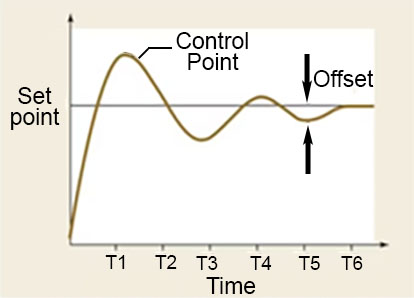 Control
Point
Offset
Set
point
T1 T2 T3 T4 T5 T6
Time